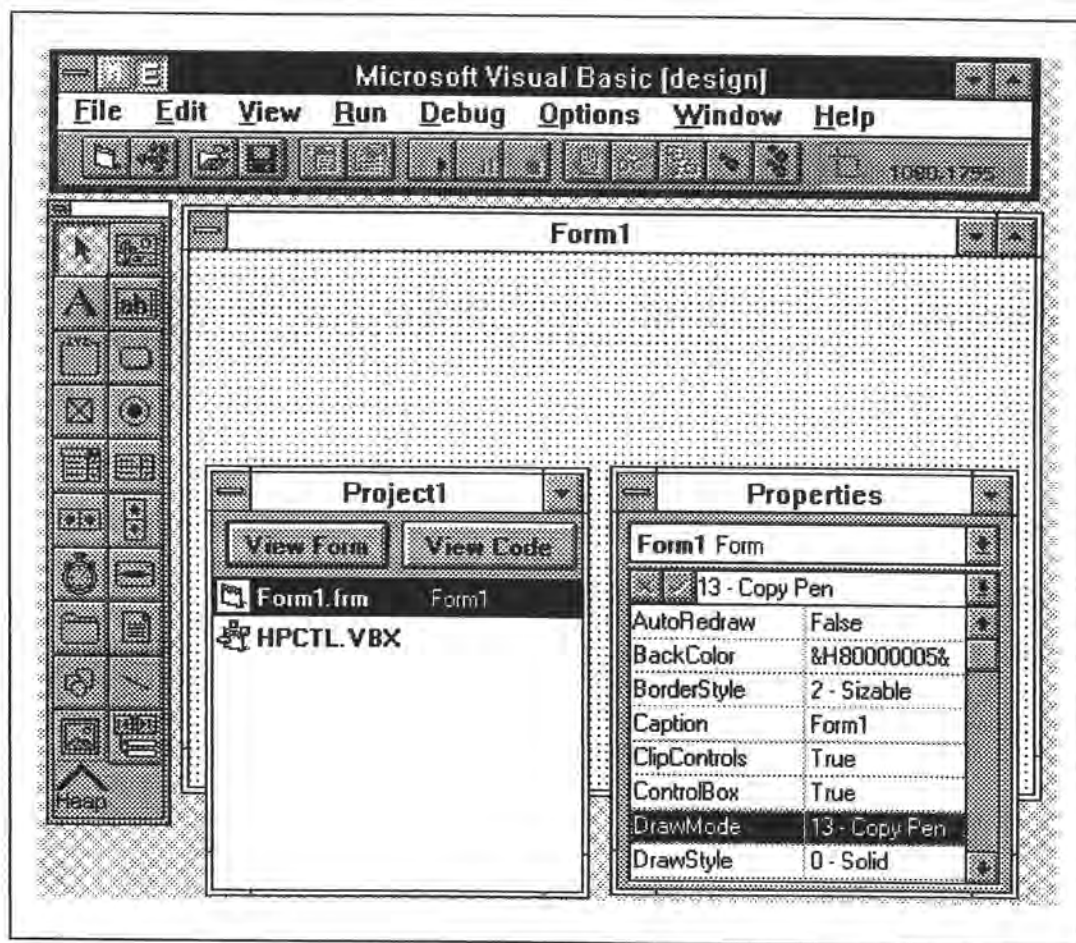 Microsoft Visual Basic [design]
File Edit View Run Debug Options Window Help
1080,1755
Form1
A
ab
XYZ
Heap
Project1
View Form View Code
Form1.frm Form1
HPCTL.VBX
Properties
Form1 Form
13 - Copy Pen
AutoRedraw False
BackColor &H80000005&
BorderStyle 2 - Sizable
Caption Form1
ClipControls True
ControlBox True
DrawMode 13 - Copy Pen
DrawStyle 0 - Solid